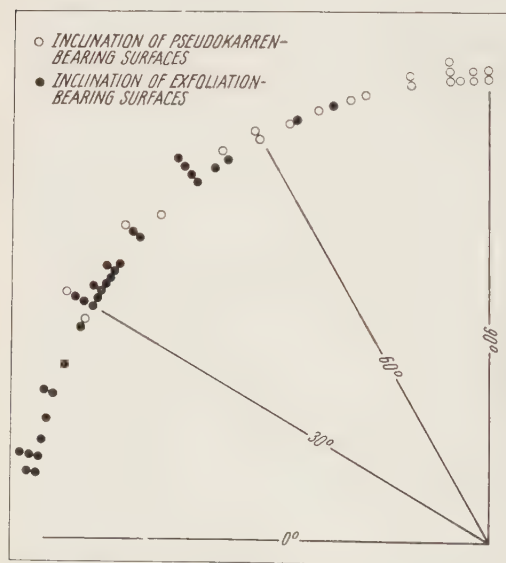 INCLINATION OF PSEUDOKARREN-
BEARING SURFACES
INCLINATION OF EXFOLIATION-
BEARING SURFACES
90°
60°
30°
0°